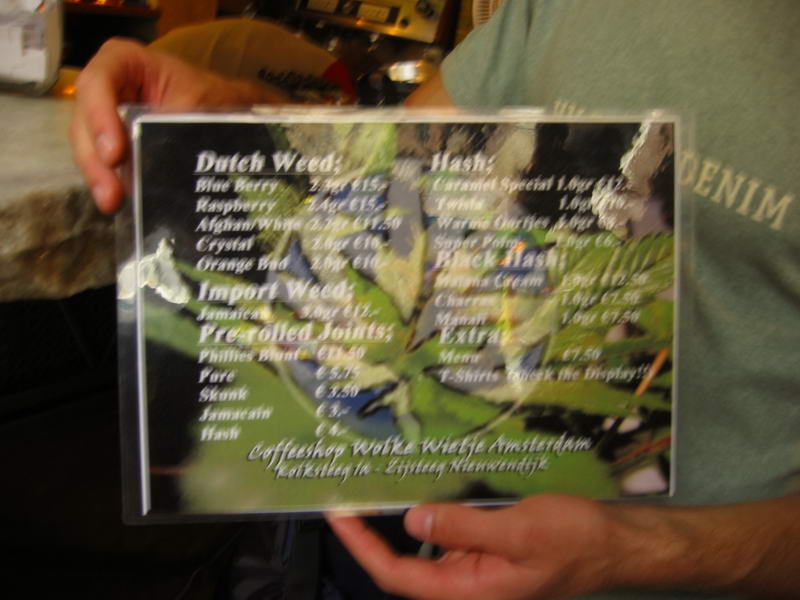 Dutch Weed;
Blue Berry 2.3gr €15,-
Raspberry 2.4gr €15,-
Afghan/White 2.2gr €11.50
Crystal 2.0gr €10,-
Orange Bud 2.0gr €10,-
Import Weed;
Jamaican 3.0gr €12,-
Pre-rolled Joints;
Phillies Blunt €11.50
Pure € 5.75
Skunk € 3.50
Jamacain € 3,-
Hash € 4,-
Hash;
Caramel Special 1.0gr €12,-
Twisla 1.0gr
Warme Gortjes 1.0gr
Super Polm 1.0gr €6,-
Black Hash;
Malana Cream 1.0gr €12.50
Charras 1.0gr €7.50
Manali 1.0gr €7.50
Extra;
Menu €7.50
T-Shirts check the Display!!
Coffeeshop Wolke Wietje Amsterdam
Kolksteeg 1a - Zijsteeg Nieuwendijk
DENIM